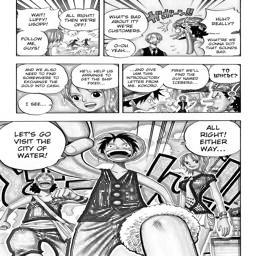 HUH?
REALLY?
WHAT WE'RE
GONNA DO
THAT SOUNDS
BAD.
WHAT'S BAD
ABOUT IT?
WE'RE
CUSTOMERS.
O-OH
YEAH...
ALL RIGHT!
THEN WE'RE
OFF!
WAIT!
LUFFY!
USOPP!
FOLLOW
ME,
GUYS!
TO
WHERE?
FIRST WE'LL
FIND THE
GUY NAMED
ICEBERG...
...AND
GIVE IAM THIS
INTRODUCTORY
LETTER FROM
MS. KOKORO.
HE'LL HELP US
ARRANGE TO
GET THE SHIP
FIXED...
AND WE ALSO
NEED TO FIND
SOMEWHERE TO
EXCHANGE THE
GOLD INTO CASH.
I SEE...
ALL
RIGHT!
EITHER
WAY...
LET'S GO
VISIT THE
CITY OF
WATER!